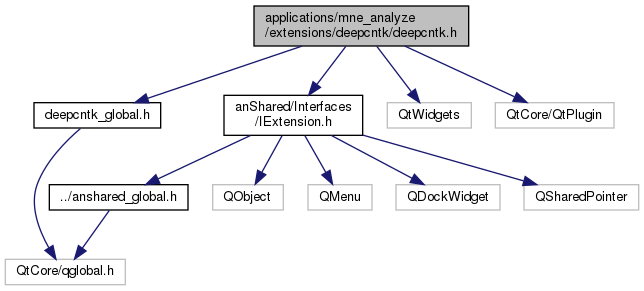 applications/mne_analyze
/extensions/deepcntk/deepcntk.h
deepcntk_global.h
anShared/Interfaces
/IExtension.h
QtWidgets
QtCore/QtPlugin
../anshared_global.h
QObject
QMenu
QDockWidget
QSharedPointer
QtCore/qglobal.h